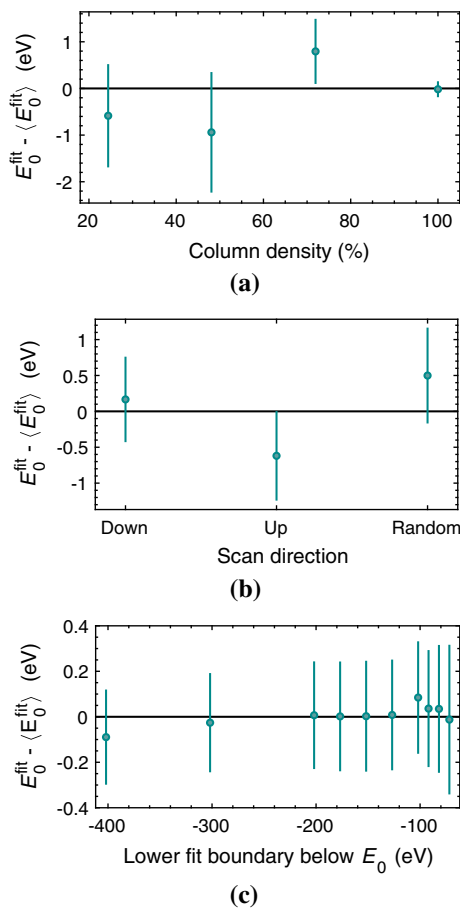 1
0
-1
-2
E₀ᶠⁱᵗ - ⟨E₀ᶠⁱᵗ⟩ (eV)
20 40 60 80 100
Column density (%)
(a)
1
0.5
0
-0.5
-1
E₀ᶠⁱᵗ - ⟨E₀ᶠⁱᵗ⟩ (eV)
Down Up Random
Scan direction
(b)
0.4
0.2
0
-0.2
-0.4
E₀ᶠⁱᵗ - ⟨E₀ᶠⁱᵗ⟩ (eV)
-400 -300 -200 -100
Lower fit boundary below E₀ (eV)
(c)